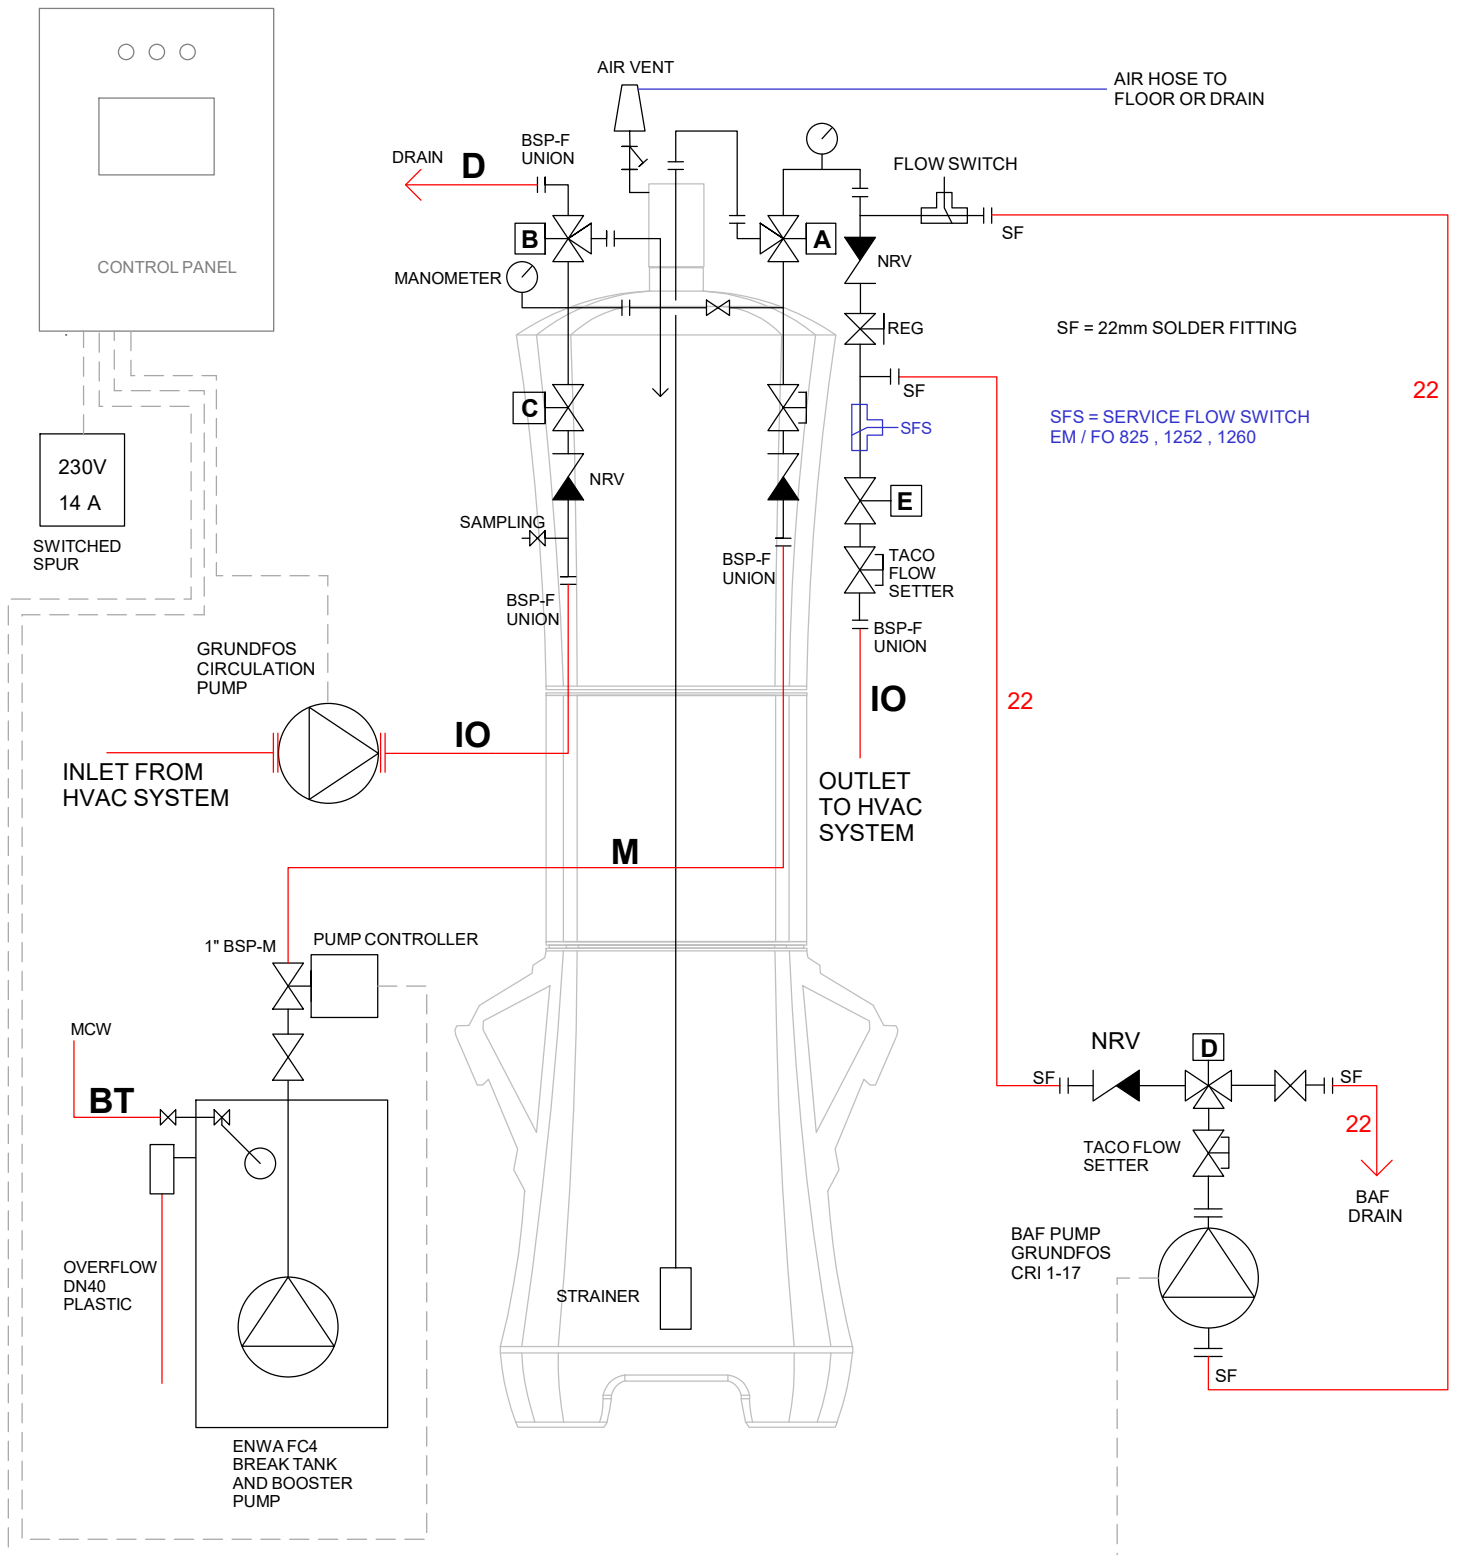 AIR VENT
AIR HOSE TO
FLOOR OR DRAIN
BSP-F
UNION
DRAIN
D
FLOW SWITCH
B
A
SF
NRV
CONTROL PANEL
MANOMETER
REG
SF = 22mm SOLDER FITTING
SF
22
C
SFS
SFS = SERVICE FLOW SWITCH
EM / FO 825 , 1252 , 1260
230V
14 A
NRV
E
SAMPLING
SWITCHED
SPUR
BSP-F
UNION
TACO
FLOW
SETTER
BSP-F
UNION
BSP-F
UNION
GRUNDFOS
CIRCULATION
PUMP
IO
22
IO
INLET FROM
HVAC SYSTEM
OUTLET
TO HVAC
SYSTEM
M
1" BSP-M
PUMP CONTROLLER
MCW
NRV
D
SF
SF
BT
22
TACO FLOW
SETTER
BAF
DRAIN
BAF PUMP
GRUNDFOS
CRI 1-17
OVERFLOW
DN40
PLASTIC
STRAINER
SF
ENWA FC4
BREAK TANK
AND BOOSTER
PUMP